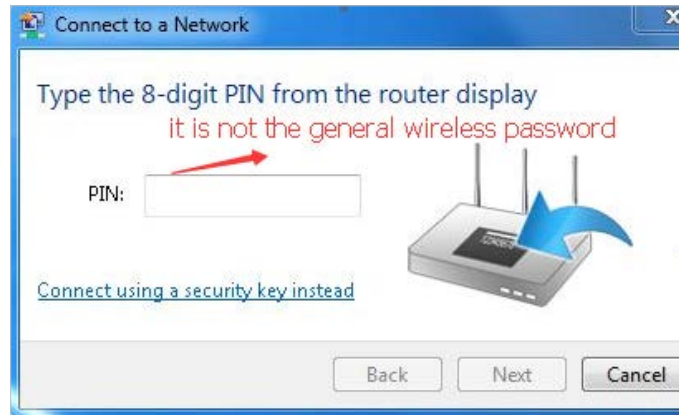 Connect to a Network
Type the 8-digit PIN from the router display
it is not the general wireless password
PIN:
Connect using a security key instead
Back Next Cancel